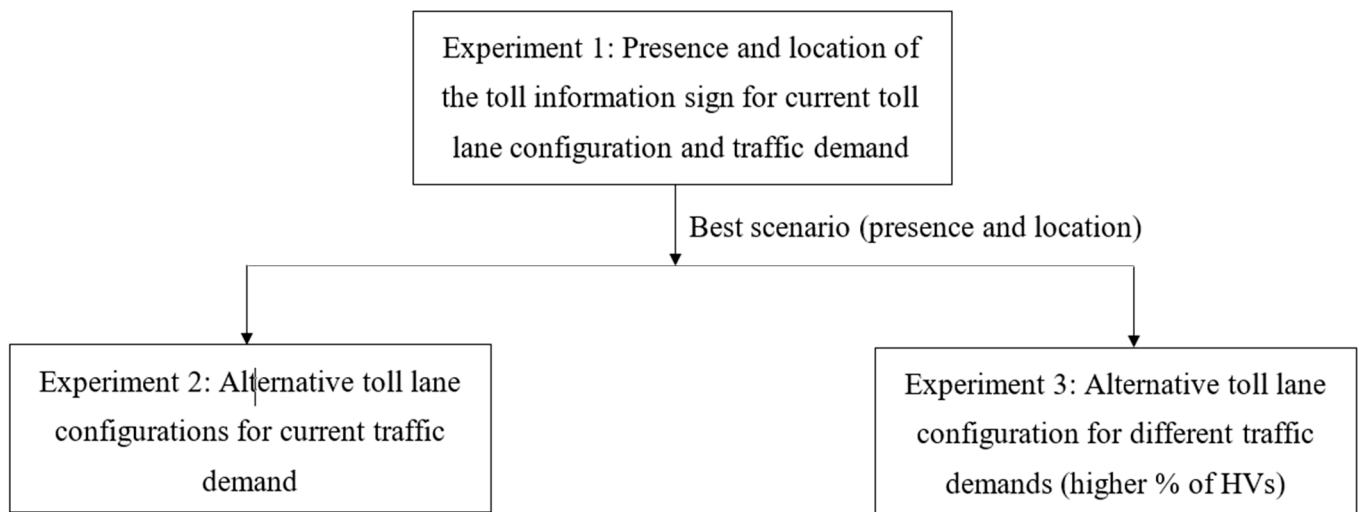 Experiment 1: Presence and location of
the toll information sign for current toll
lane configuration and traffic demand
Best scenario (presence and location)
Experiment 2: Alternative toll lane
configurations for current traffic
demand
Experiment 3: Alternative toll lane
configuration for different traffic
demands (higher % of HVs)